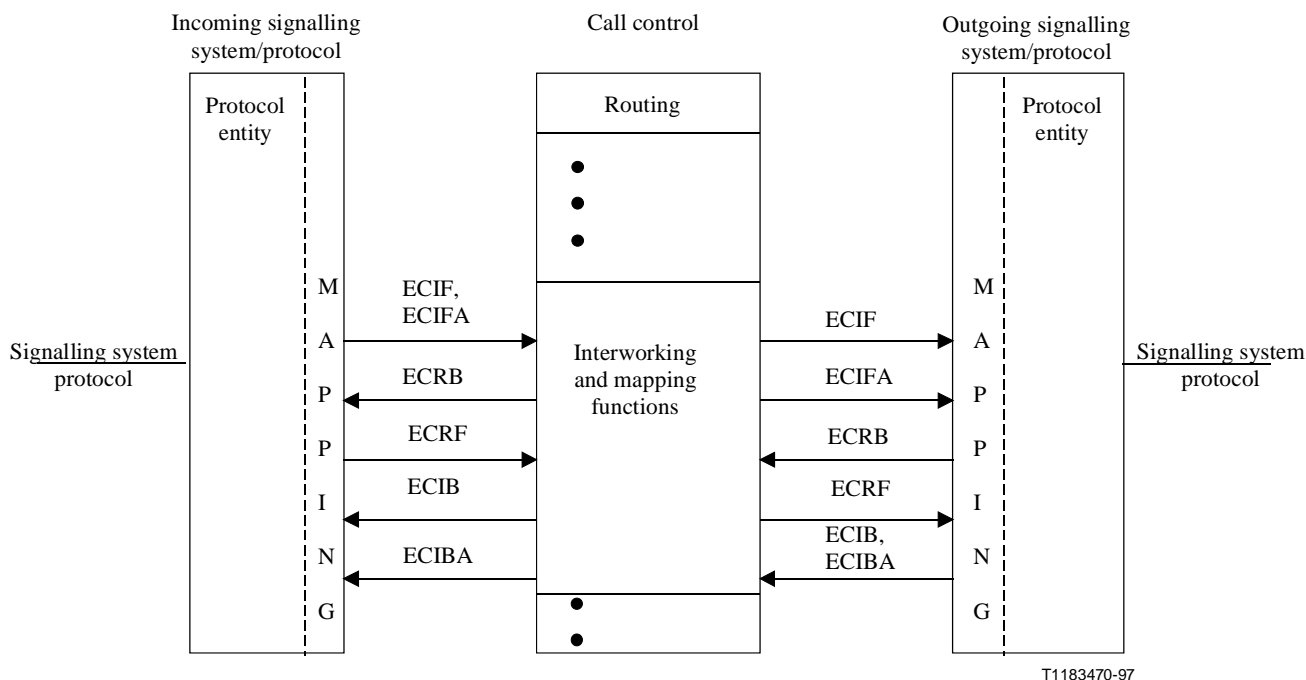 Incoming signalling
system/protocol
Call control
Outgoing signalling
system/protocol
Protocol
entity
Routing
Protocol
entity
M
A
P
P
I
N
G
ECIF,
ECIFA
ECRB
ECRF
ECIB
ECIBA
Interworking
and mapping
functions
ECIF
ECIFA
ECRB
ECRF
ECIB,
ECIBA
M
A
P
P
I
N
G
Signalling system
protocol
Signalling system
protocol
T1183470-97